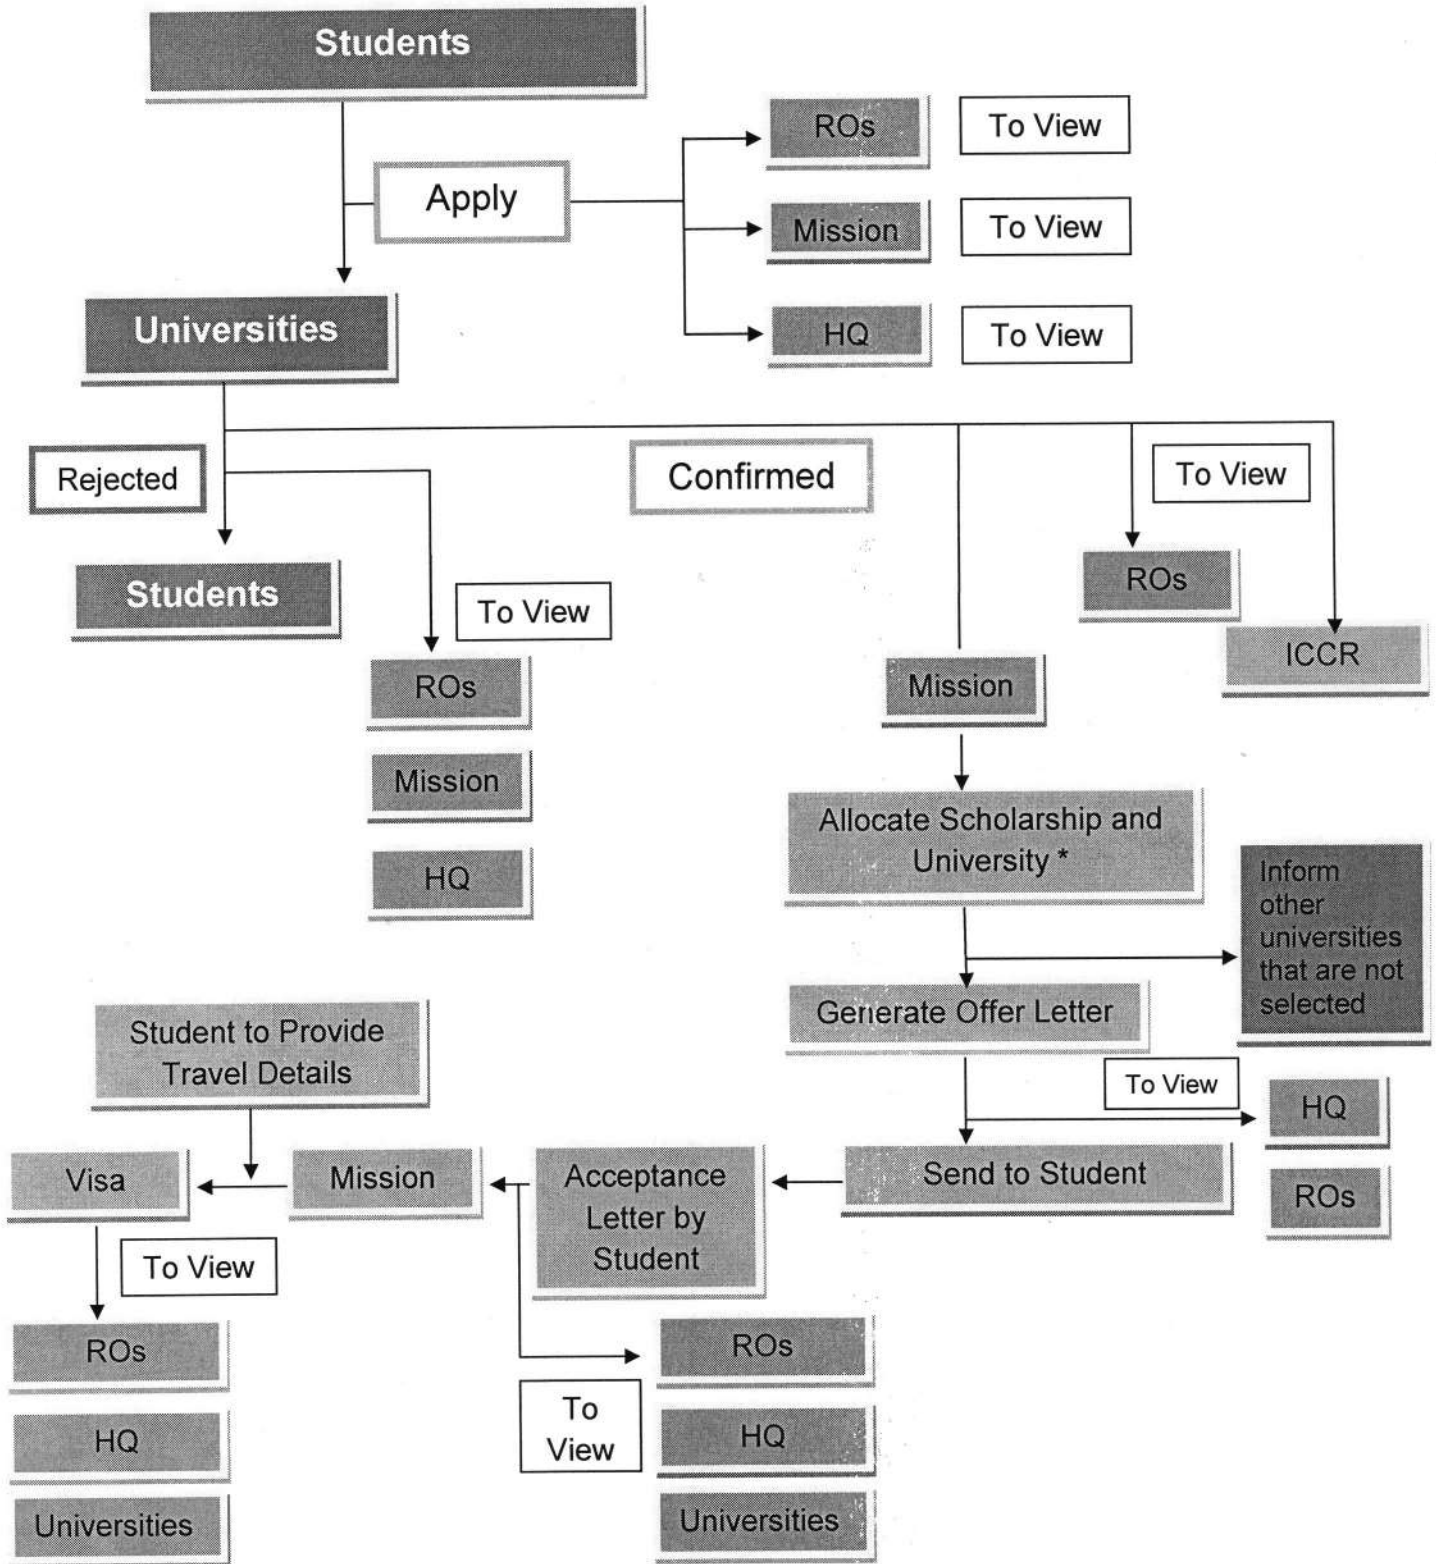 Students
ROs
To View
Apply
Mission
To View
Universities
HQ
To View
Rejected
Confirmed
To View
Students
To View
ROs
ICCR
ROs
Mission
Mission
HQ
Allocate Scholarship and
University *
Inform
other
universities
that are not
selected
Generate Offer Letter
Student to Provide
Travel Details
To View
HQ
ROs
Visa
Mission
Acceptance
Letter by
Student
Send to Student
To View
ROs
HQ
Universities
To
View
ROs
HQ
Universities